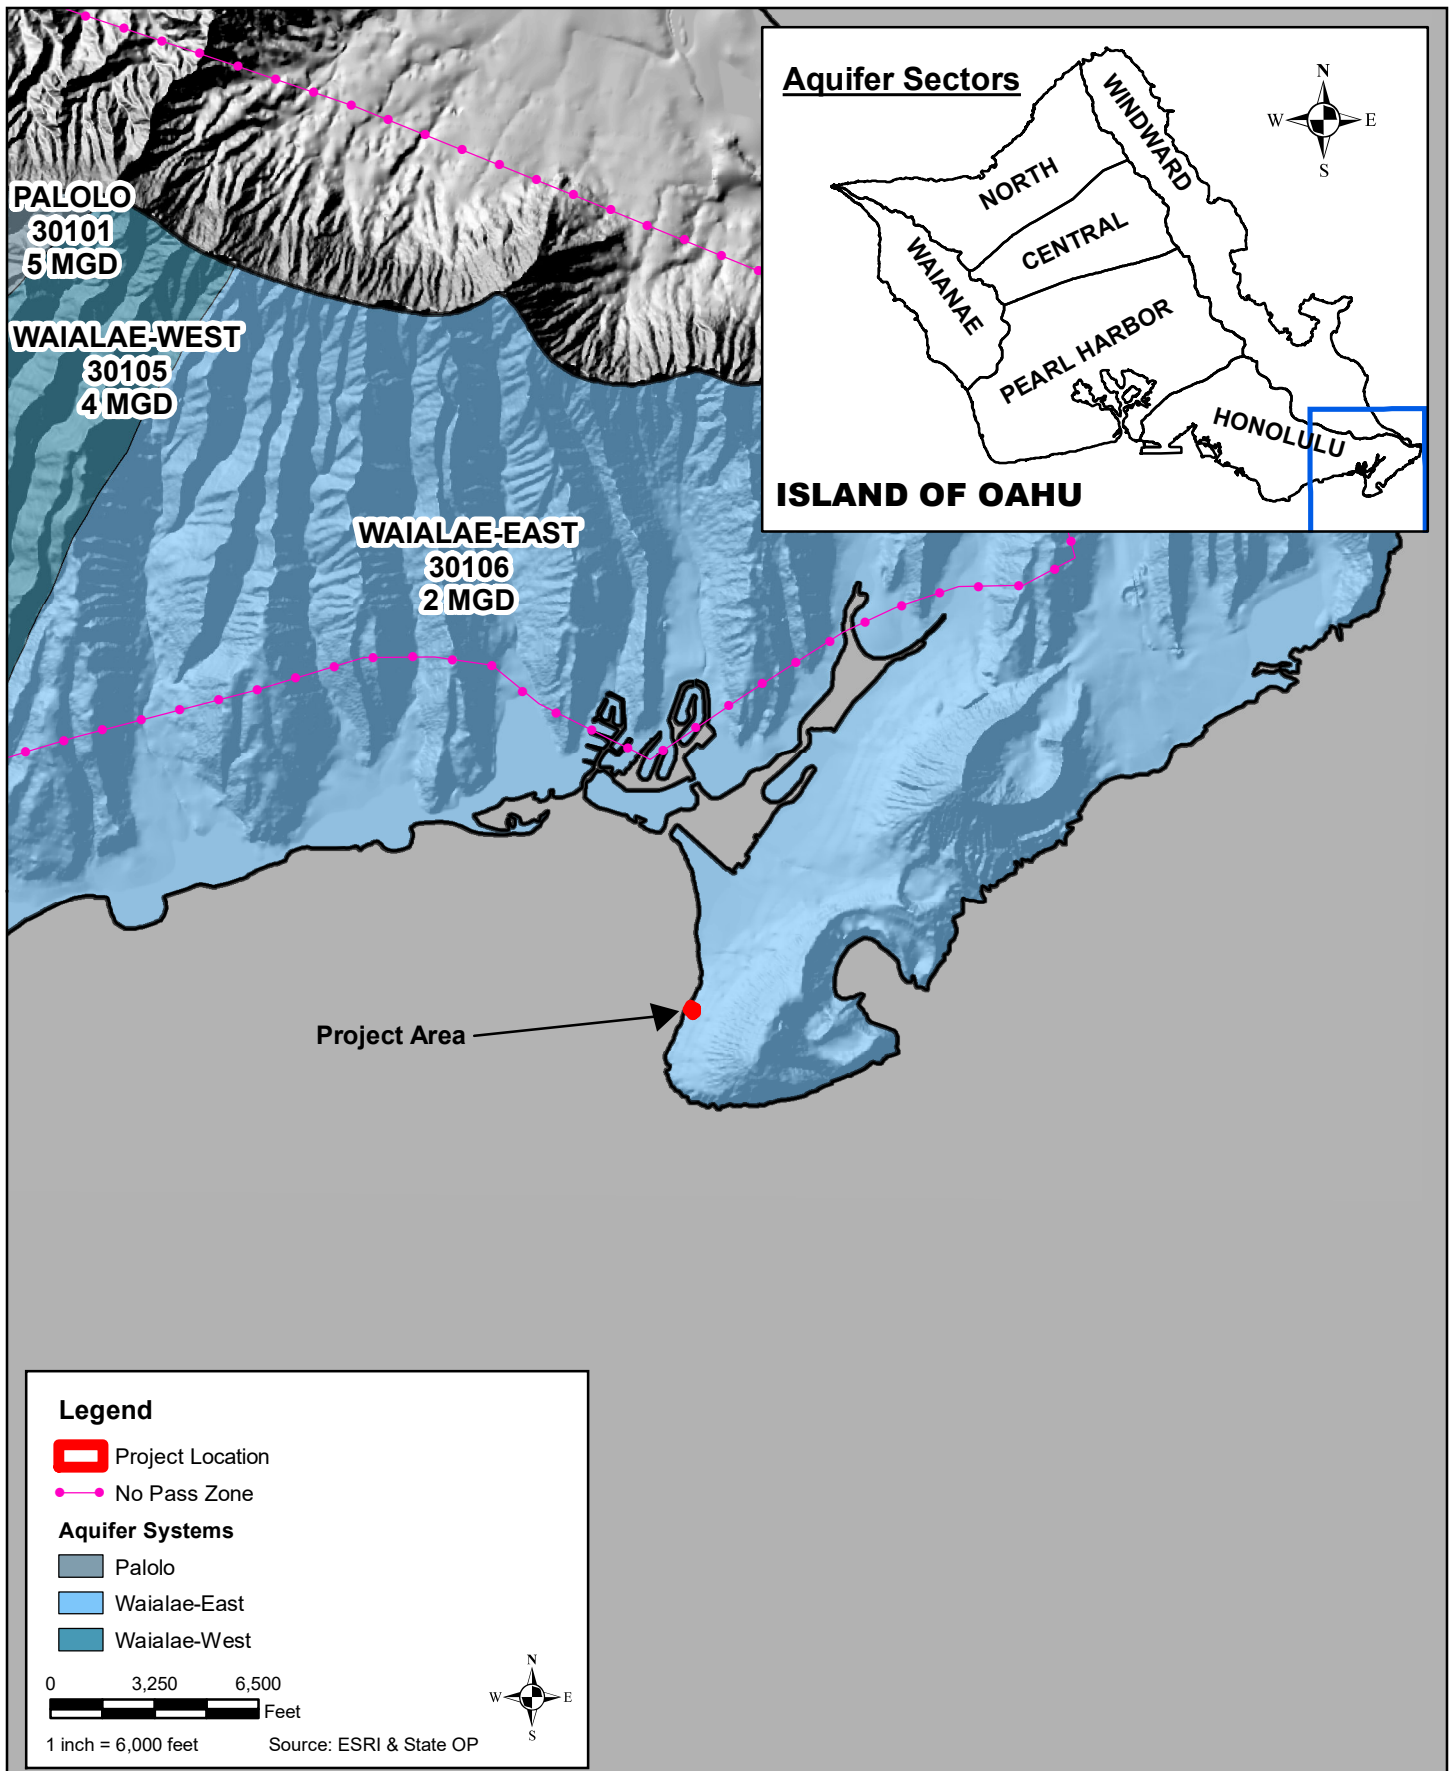 PALOLO
30101
5 MGD
WAIALAE-WEST
30105
4 MGD
WAIALAE-EAST
30106
2 MGD
Project Area
Aquifer Sectors
N
W
E
S
WINDWARD
NORTH
CENTRAL
WAIANAE
PEARL HARBOR
HONOLULU
ISLAND OF OAHU
Legend
Project Location
No Pass Zone
Aquifer Systems
Palolo
Waialae-East
Waialae-West
0 3,250 6,500
Feet
1 inch = 6,000 feet Source: ESRI & State OP
N
W
E
S